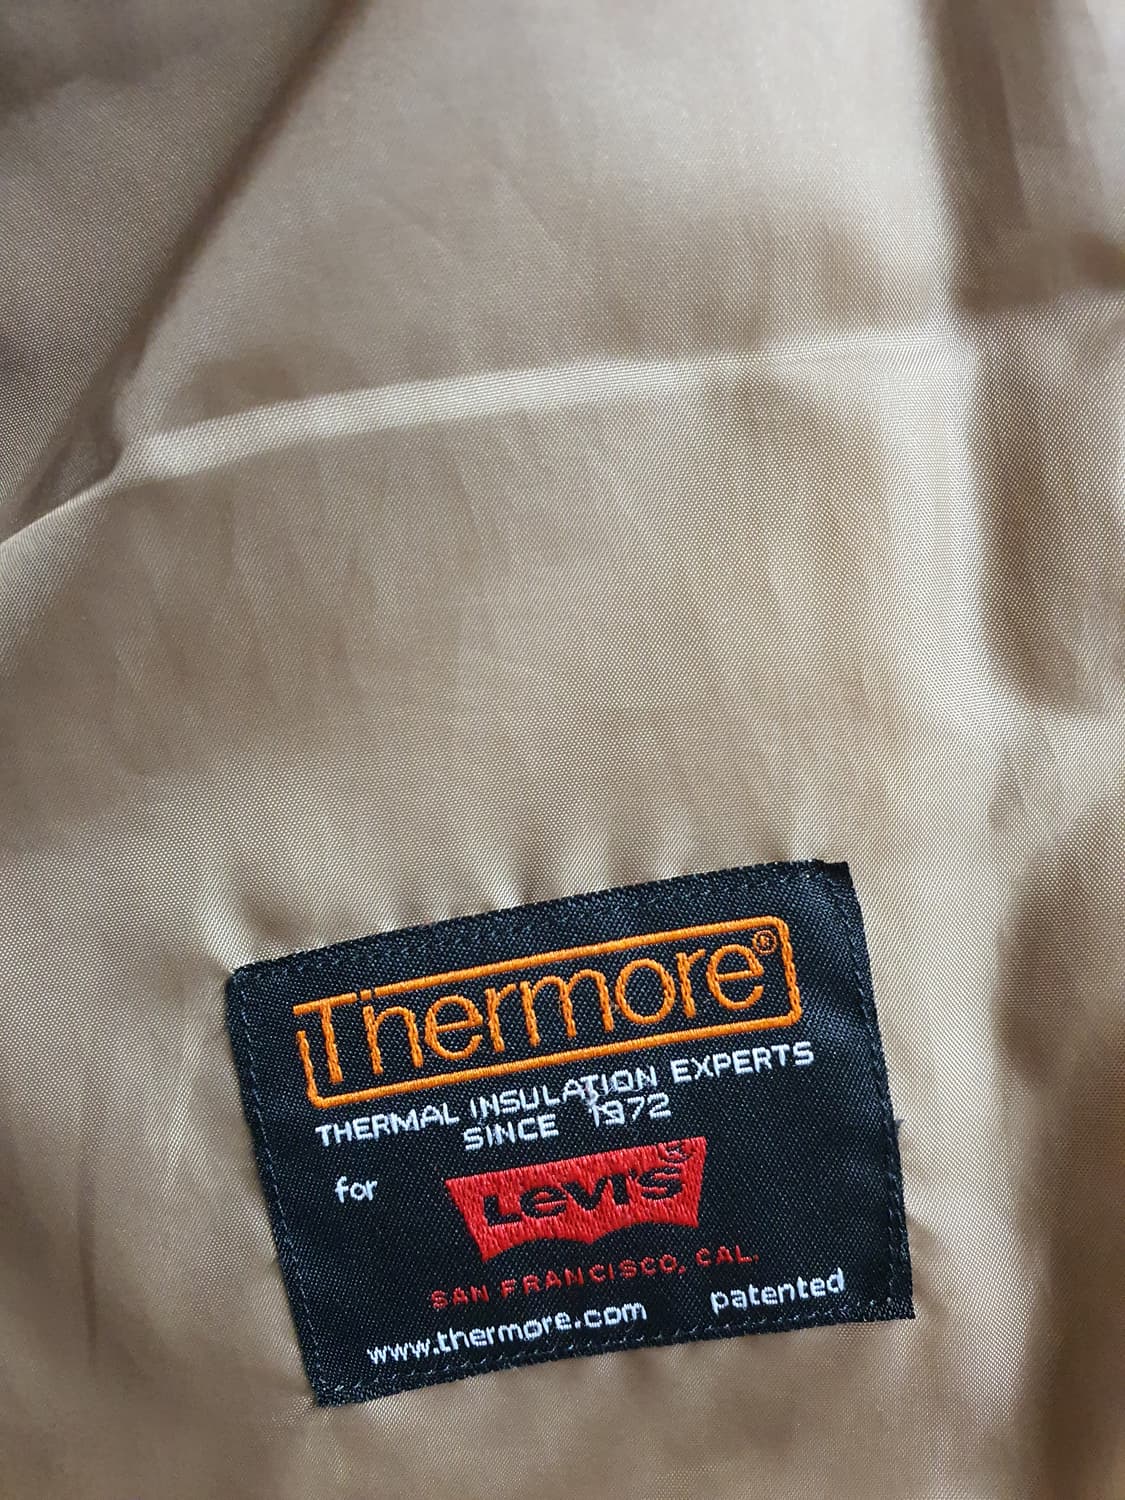 Thermore®
THERMAL INSULATION EXPERTS
SINCE 1972
for
LEVI'S®
SAN FRANCISCO, CAL.
www.thermore.com patented